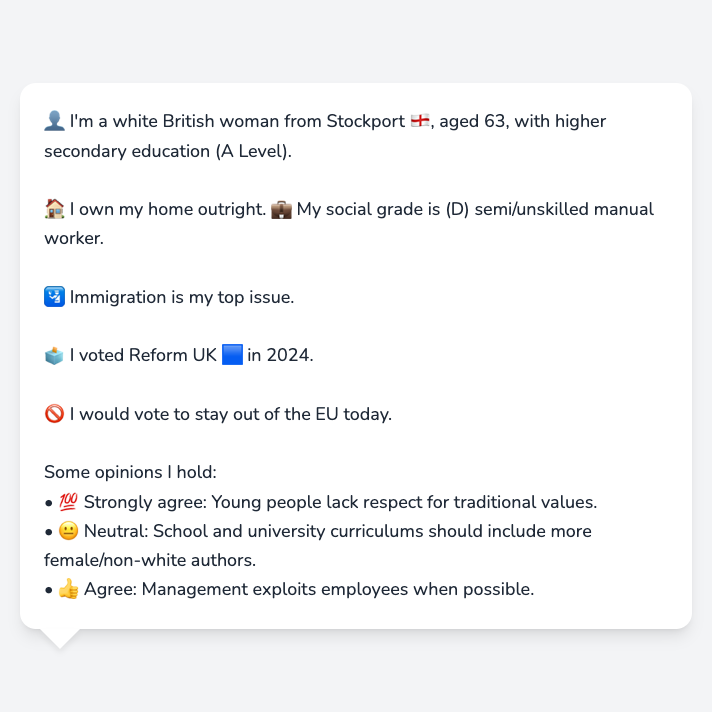 👤 I'm a white British woman from Stockport 🏴󠁧󠁢󠁥󠁮󠁧󠁿, aged 63, with higher
secondary education (A Level).
🏠 I own my home outright. 💼 My social grade is (D) semi/unskilled manual
worker.
🛂 Immigration is my top issue.
🗳️ I voted Reform UK 🟦 in 2024.
🚫 I would vote to stay out of the EU today.
Some opinions I hold:
• 💯 Strongly agree: Young people lack respect for traditional values.
• 😐 Neutral: School and university curriculums should include more
female/non-white authors.
• 👍 Agree: Management exploits employees when possible.